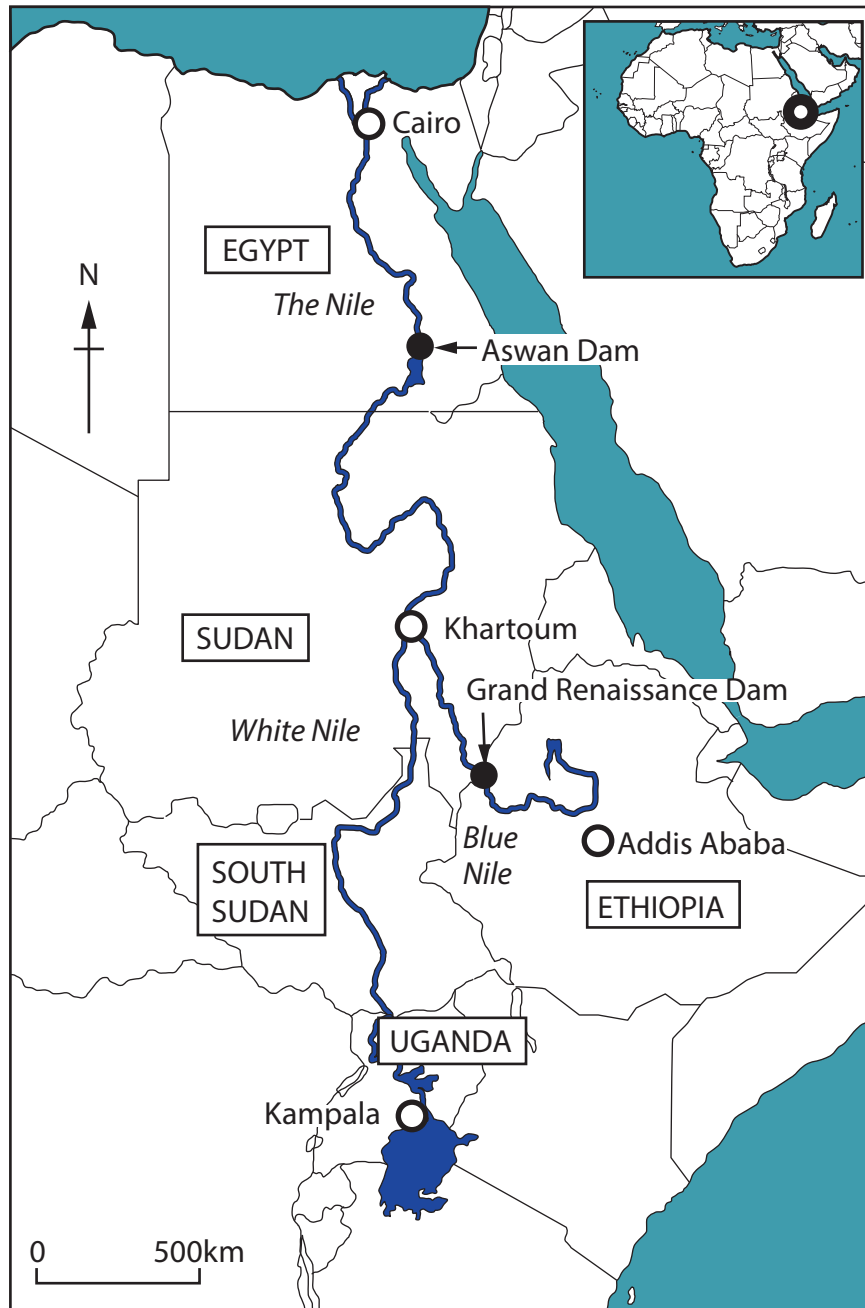 Cairo
EGYPT
N
The Nile
Aswan Dam
SUDAN
Khartoum
Grand Renaissance Dam
White Nile
Blue
Nile
Addis Ababa
SOUTH
SUDAN
ETHIOPIA
UGANDA
Kampala
0 500km